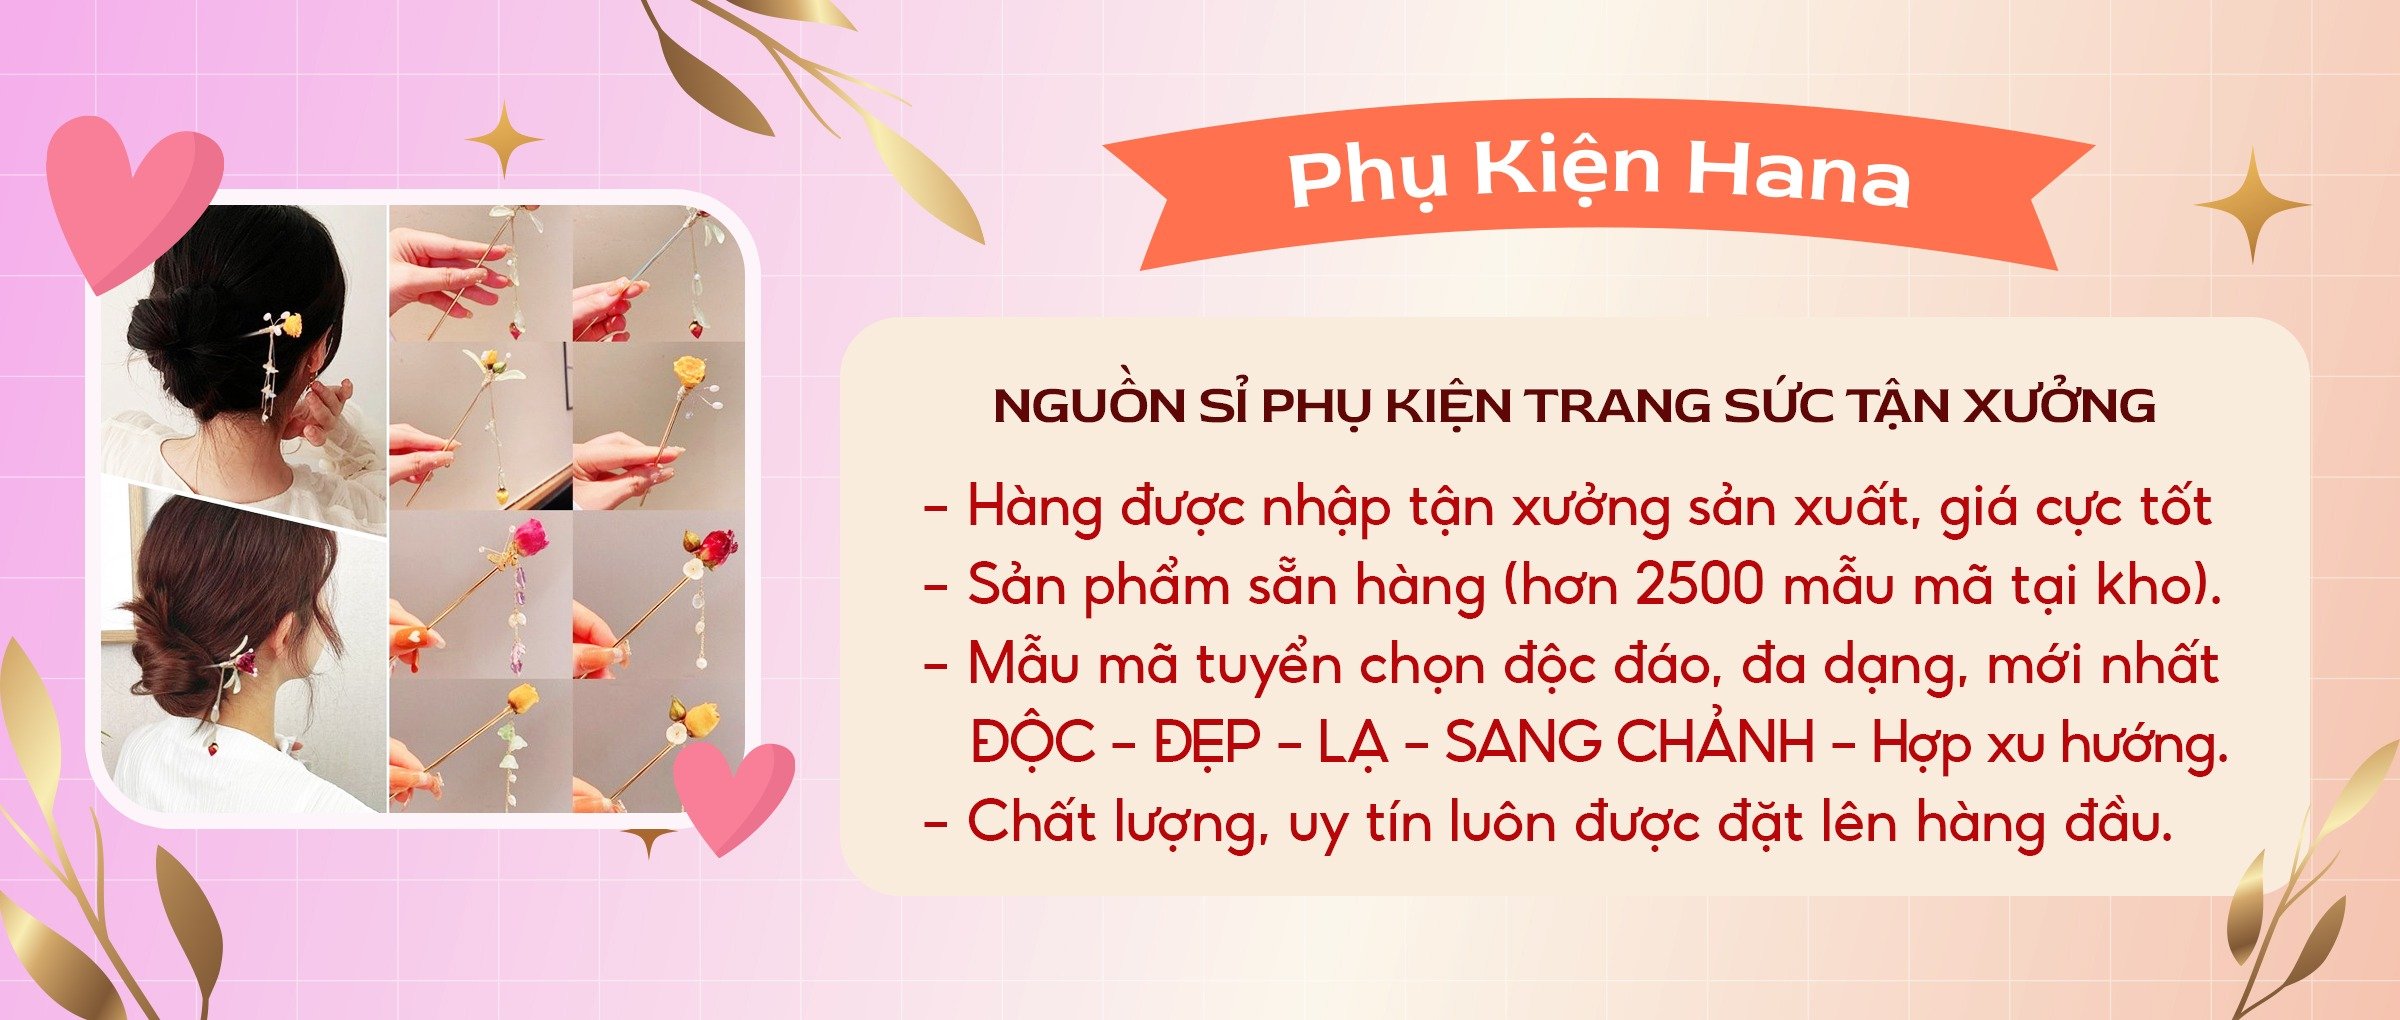 Phụ Kiện Hana
NGUỒN SỈ PHỤ KIỆN TRANG SỨC TẬN XƯỞNG
- Hàng được nhập tận xưởng sản xuất, giá cực tốt
- Sản phẩm sẵn hàng (hơn 2500 mẫu mã tại kho).
- Mẫu mã tuyển chọn độc đáo, đa dạng, mới nhất
ĐỘC - ĐẸP - LẠ - SANG CHẢNH - Hợp xu hướng.
- Chất lượng, uy tín luôn được đặt lên hàng đầu.